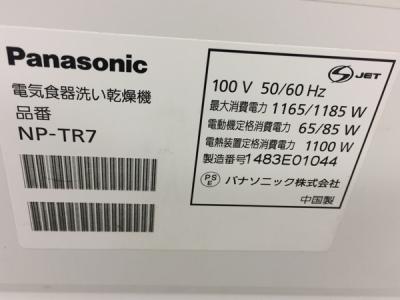 Panasonic
電気食器洗い乾燥機
品番
NP-TR7
JET
100 V 50/60 Hz
最大消費電力 1165/1185 W
電動機定格消費電力 65/85 W
電熱装置定格消費電力 1100 W
製造番号1483E01044
PS
E
パナソニック株式会社
中国製